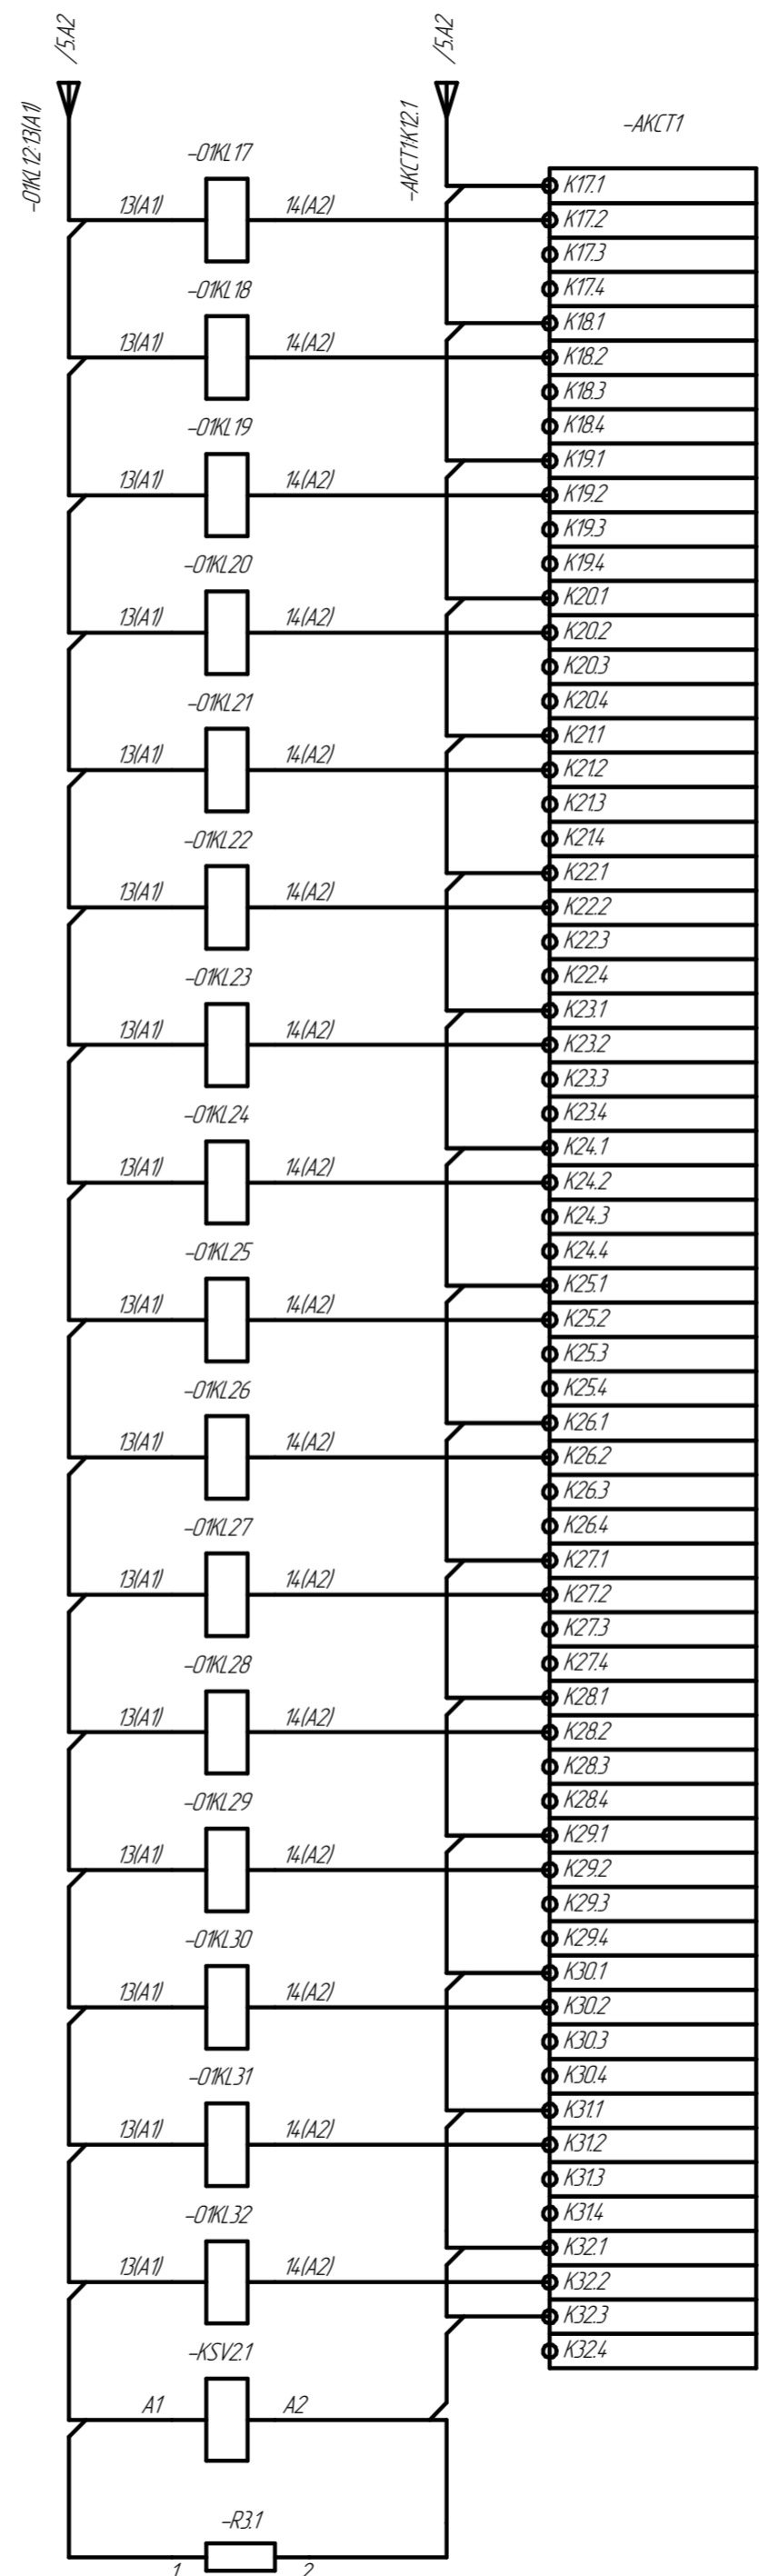 /5.A2
/5.A2
-01KL12:13(A1)
-AKCT1:K12.1
-AKCT1
-01KL17
K17.1
13(A1)
14(A2)
K17.2
K17.3
-01KL18
K17.4
K18.1
13(A1)
14(A2)
K18.2
K18.3
-01KL19
K18.4
K19.1
13(A1)
14(A2)
K19.2
K19.3
-01KL20
K19.4
K20.1
13(A1)
14(A2)
K20.2
K20.3
-01KL21
K20.4
K21.1
13(A1)
14(A2)
K21.2
K21.3
-01KL22
K21.4
K22.1
13(A1)
14(A2)
K22.2
K22.3
-01KL23
K22.4
K23.1
13(A1)
14(A2)
K23.2
K23.3
-01KL24
K23.4
K24.1
13(A1)
14(A2)
K24.2
K24.3
-01KL25
K24.4
K25.1
13(A1)
14(A2)
K25.2
K25.3
-01KL26
K25.4
K26.1
13(A1)
14(A2)
K26.2
K26.3
-01KL27
K26.4
K27.1
13(A1)
14(A2)
K27.2
K27.3
-01KL28
K27.4
K28.1
13(A1)
14(A2)
K28.2
K28.3
-01KL29
K28.4
K29.1
13(A1)
14(A2)
K29.2
K29.3
-01KL30
K29.4
K30.1
13(A1)
14(A2)
K30.2
K30.3
-01KL31
K30.4
K31.1
13(A1)
14(A2)
K31.2
K31.3
-01KL32
K31.4
K32.1
13(A1)
14(A2)
K32.2
K32.3
-KSV2.1
K32.4
A1
A2
-R3.1
1
2